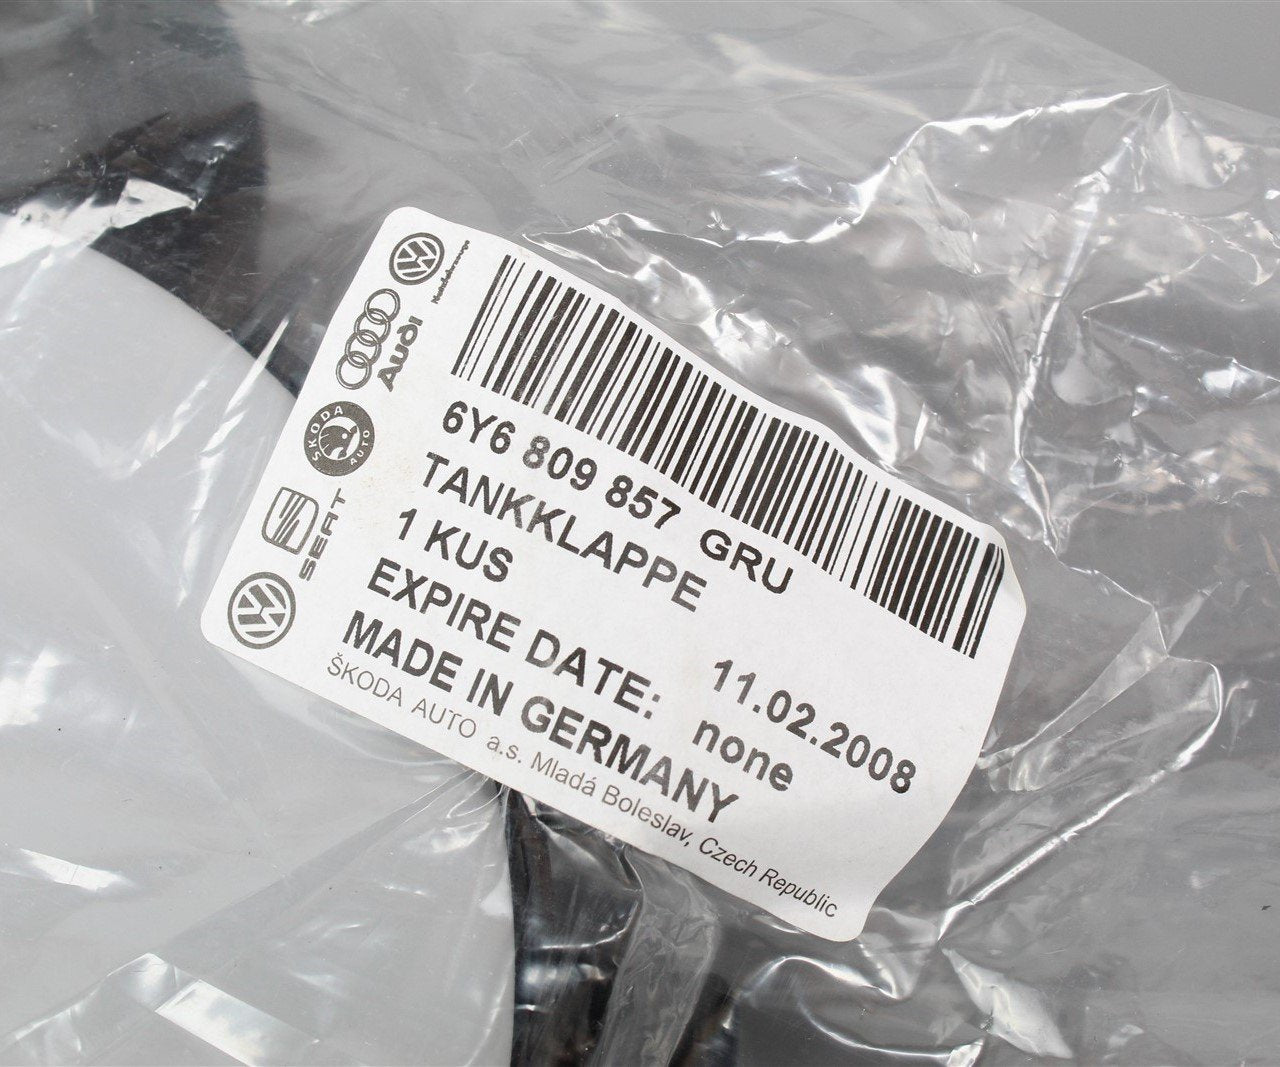 Nutzfahrzeuge
Audi
ŠKODA AUTO
SEAT
6Y6 809 857 GRU
TANKKLAPPE
1 KUS 11.02.2008
EXPIRE DATE: none
MADE IN GERMANY
ŠKODA AUTO a.s. Mladá Boleslav, Czech Republic